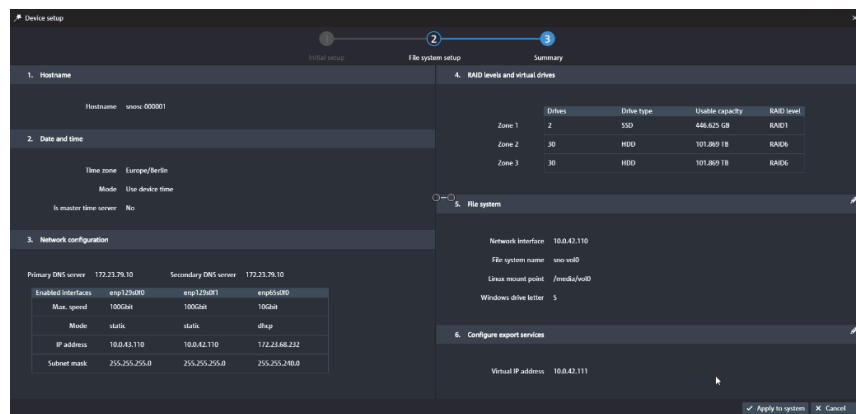 Device setup
1
2
3
Initial setup
File system setup
Summary
1. Hostname
Hostname snosc-000001
2. Date and time
Time zone Europe/Berlin
Mode Use device time
Is master time server No
3. Network configuration
Primary DNS server 172.23.79.10 Secondary DNS server 172.23.79.10
Enabled interfaces enp129s0f0 enp129s0f1 enp65s0f0
Max. speed 100Gbit 100Gbit 10Gbit
Mode static static dhcp
IP address 10.0.43.110 10.0.42.110 172.23.68.232
Subnet mask 255.255.255.0 255.255.255.0 255.255.240.0
4. RAID levels and virtual drives
Drives Drive type Usable capacity RAID level
Zone 1 2 SSD 446.625 GB RAID1
Zone 2 30 HDD 101.869 TB RAID6
Zone 3 30 HDD 101.869 TB RAID6
5. File system
Network interface 10.0.42.110
File system name sno-vol0
Linux mount point /media/vol0
Windows drive letter S
6. Configure export services
Virtual IP address 10.0.42.111
Apply to system Cancel